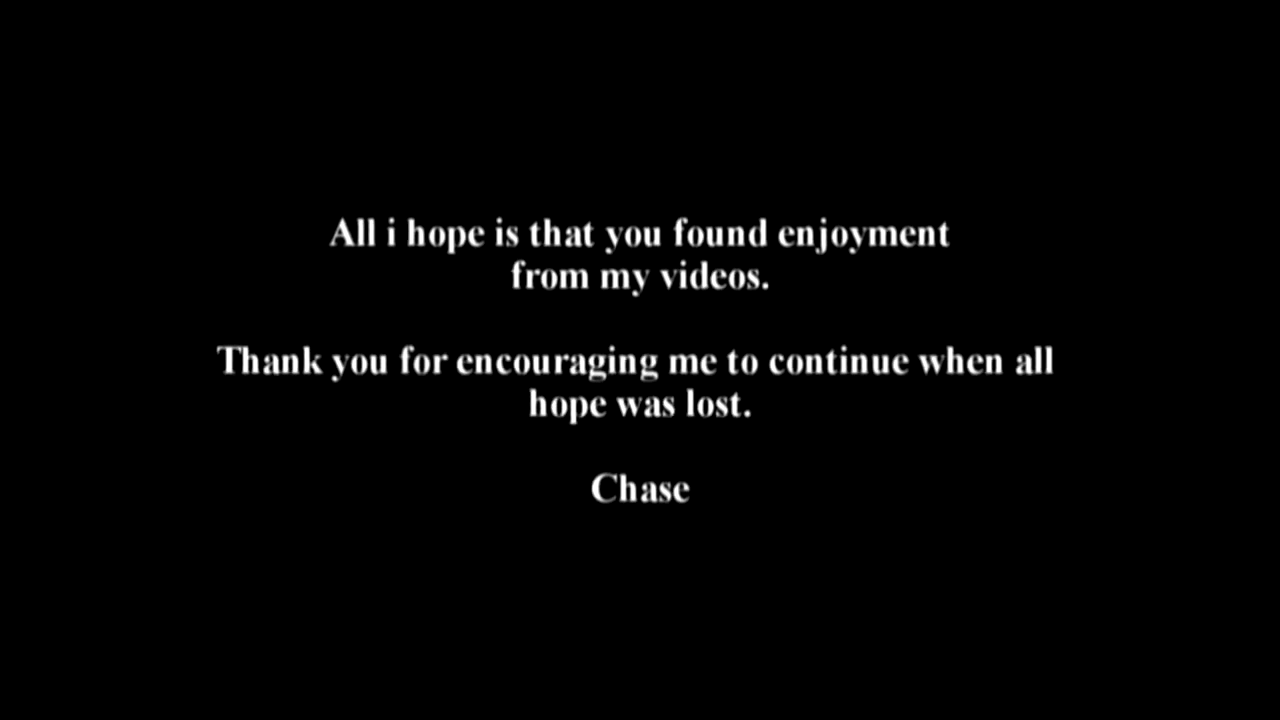 All i hope is that you found enjoyment
from my videos.
Thank you for encouraging me to continue when all
hope was lost.
Chase